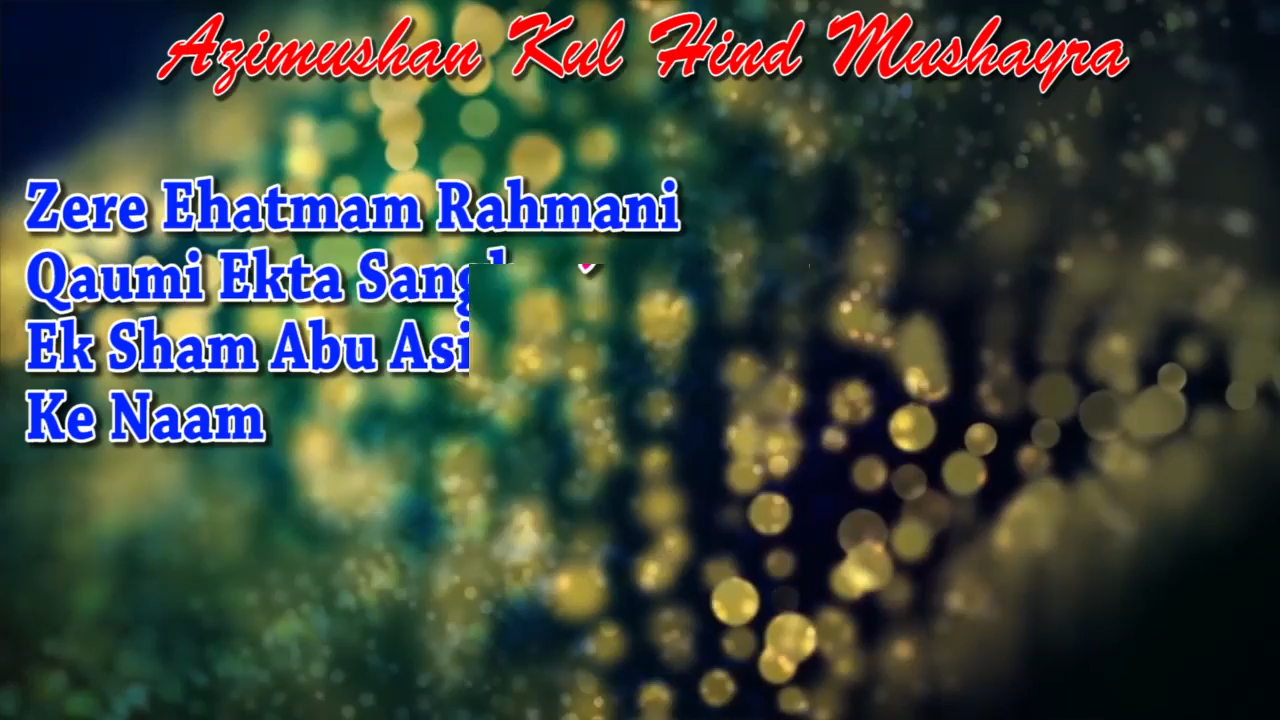 Azimushan Kul Hind Mushayra
Zere Ehatmam Rahmani
Qaumi Ekta
Ek Sham Abu
Ke Naam